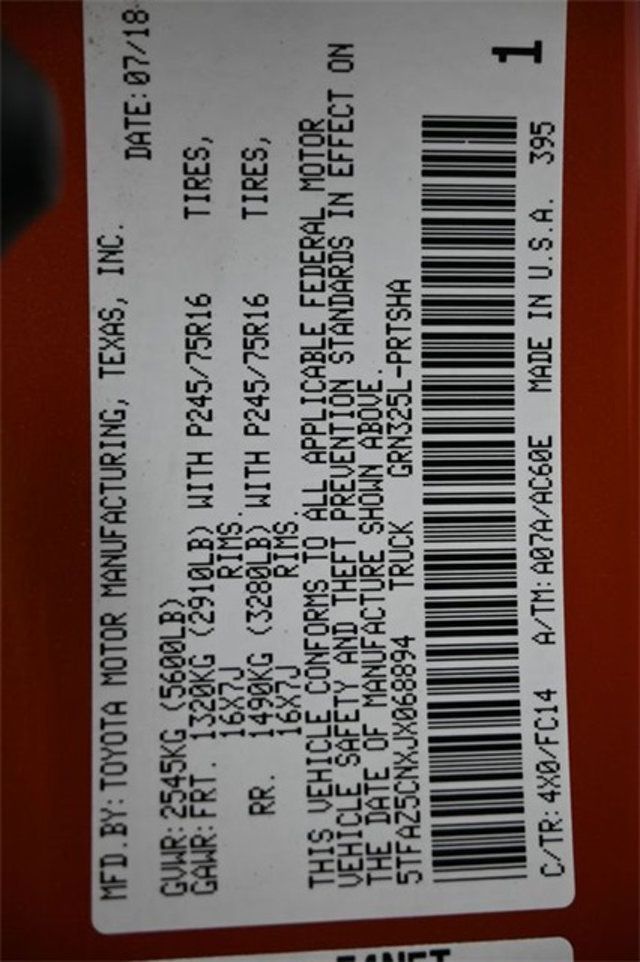 MFD.BY:TOYOTA MOTOR MANUFACTURING, TEXAS, INC.
DATE:07/18
GVWR:2545KG (5600LB)
GAWR:FRT. 1320KG (2910LB) WITH P245/75R16 TIRES,
16X7J RIMS.
RR. 1490KG (3280LB) WITH P245/75R16 TIRES,
16X7J RIMS.
THIS VEHICLE CONFORMS TO ALL APPLICABLE FEDERAL MOTOR
VEHICLE SAFETY AND THEFT PREVENTION STANDARDS IN EFFECT ON
THE DATE OF MANUFACTURE SHOWN ABOVE.
5TFAZ5CNXJX068894 TRUCK GRN325L-PRTSHA
1
C/TR:4X0/FC14 A/TM:A07A/AC60E MADE IN U.S.A. 395